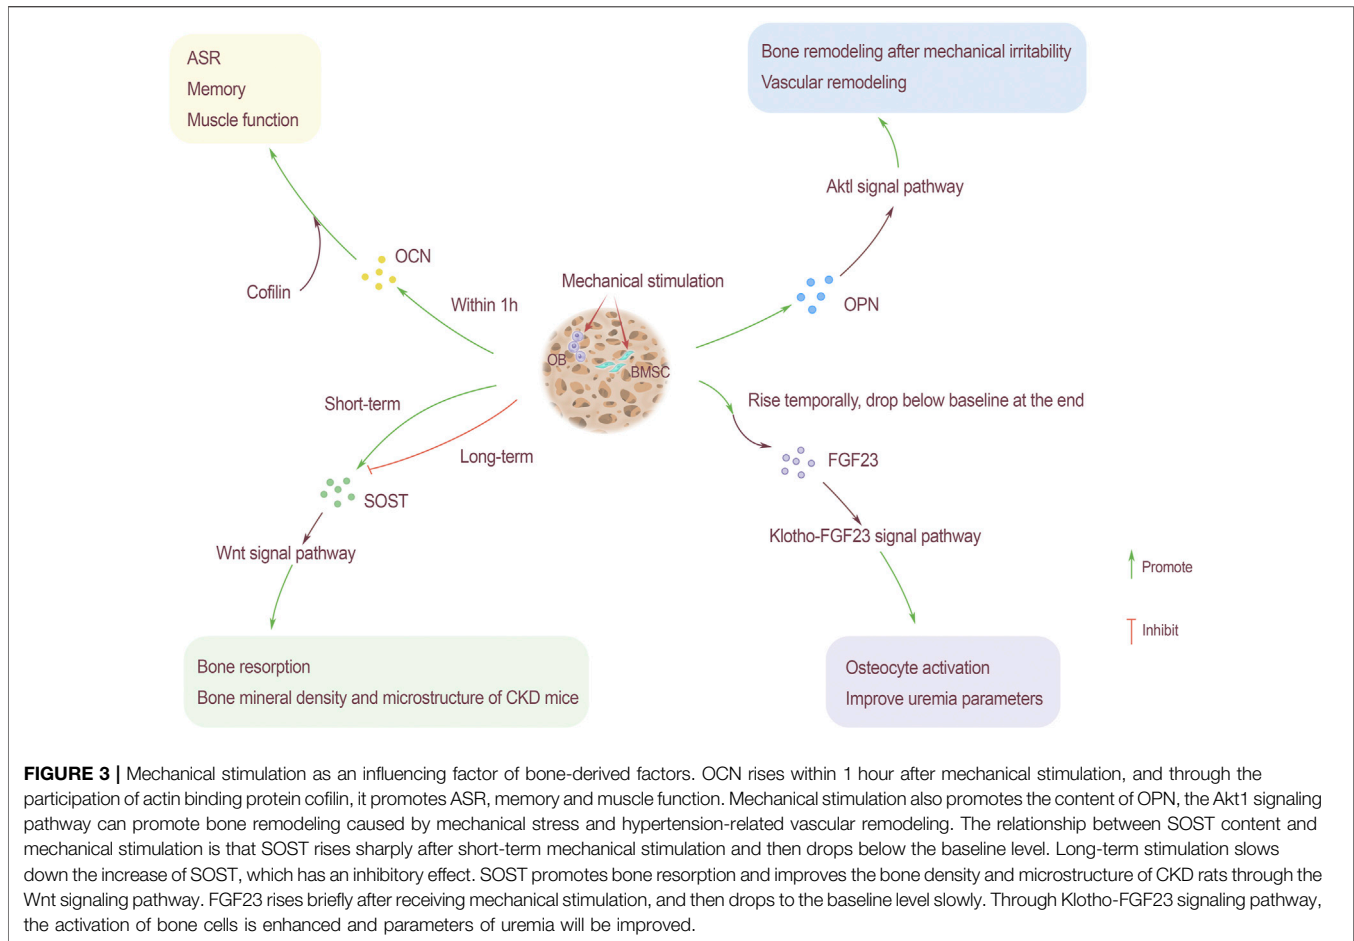 ASR
Memory
Muscle function
Bone remodeling after mechanical irritability
Vascular remodeling
Aktl signal pathway
OCN
Cofilin
Within 1h
Mechanical stimulation
OPN
OB
BMSC
Short-term
Rise temporally, drop below baseline at the end
Long-term
FGF23
SOST
Klotho-FGF23 signal pathway
Wnt signal pathway
Promote
Inhibit
Bone resorption
Bone mineral density and microstructure of CKD mice
Osteocyte activation
Improve uremia parameters
FIGURE 3 | Mechanical stimulation as an influencing factor of bone-derived factors. OCN rises within 1 hour after mechanical stimulation, and through the
participation of actin binding protein cofilin, it promotes ASR, memory and muscle function. Mechanical stimulation also promotes the content of OPN, the Akt1 signaling
pathway can promote bone remodeling caused by mechanical stress and hypertension-related vascular remodeling. The relationship between SOST content and
mechanical stimulation is that SOST rises sharply after short-term mechanical stimulation and then drops below the baseline level. Long-term stimulation slows
down the increase of SOST, which has an inhibitory effect. SOST promotes bone resorption and improves the bone density and microstructure of CKD rats through the
Wnt signaling pathway. FGF23 rises briefly after receiving mechanical stimulation, and then drops to the baseline level slowly. Through Klotho-FGF23 signaling pathway,
the activation of bone cells is enhanced and parameters of uremia will be improved.